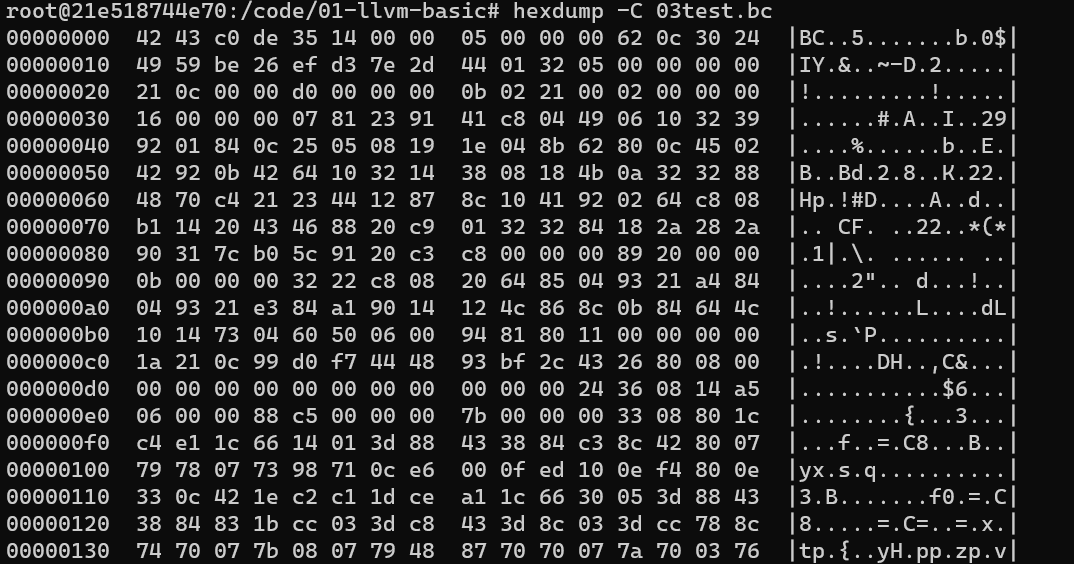 root@21e518744e70:/code/01-llvm-basic# hexdump -C 03test.bc
00000000  42 43 c0 de 35 14 00 00  05 00 00 00 62 0c 30 24  |BC..5.......b.0$|
00000010  49 59 be 26 ef d3 7e 2d  44 01 32 05 00 00 00 00  |IY.&..~-D.2.....|
00000020  21 0c 00 00 d0 00 00 00  0b 02 21 00 02 00 00 00  |!.........!.....|
00000030  16 00 00 00 07 81 23 91  41 c8 04 49 06 10 32 39  |......#.A..I..29|
00000040  92 01 84 0c 25 05 08 19  1e 04 8b 62 80 0c 45 02  |....%......b..E.|
00000050  42 92 0b 42 64 10 32 14  38 08 18 4b 0a 32 32 88  |B..Bd.2.8..K.22.|
00000060  48 70 c4 21 23 44 12 87  8c 10 41 92 02 64 c8 08  |Hp.!#D....A..d..|
00000070  b1 14 20 43 46 88 20 c9  01 32 32 84 18 2a 28 2a  |.. CF. ..22..*(*|
00000080  90 31 7c b0 5c 91 20 c3  c8 00 00 00 89 20 00 00  |.1|.\. ...... ..|
00000090  0b 00 00 00 32 22 c8 08  20 64 85 04 93 21 a4 84  |....2".. d...!..|
000000a0  04 93 21 e3 84 a1 90 14  12 4c 86 8c 0b 84 64 4c  |..!......L....dL|
000000b0  10 14 73 04 60 50 06 00  94 81 80 11 00 00 00 00  |..s.`P..........|
000000c0  1a 21 0c 99 d0 f7 44 48  93 bf 2c 43 26 80 08 00  |.!....DH..,C&...|
000000d0  00 00 00 00 00 00 00 00  00 00 00 24 36 08 14 a5  |...........$6...|
000000e0  06 00 00 88 c5 00 00 00  7b 00 00 00 33 08 80 1c  |........{...3...|
000000f0  c4 e1 1c 66 14 01 3d 88  43 38 84 c3 8c 42 80 07  |...f..=.C8...B..|
00000100  79 78 07 73 98 71 0c e6  00 0f ed 10 0e f4 80 0e  |yx.s.q..........|
00000110  33 0c 42 1e c2 c1 1d ce  a1 1c 66 30 05 3d 88 43  |3.B.......f0.=.C|
00000120  38 84 83 1b cc 03 3d c8  43 3d 8c 03 3d cc 78 8c  |8.....=.C=..=.x.|
00000130  74 70 07 7b 08 07 79 48  87 70 70 07 7a 70 03 76  |tp.{..yH.pp.zp.v|